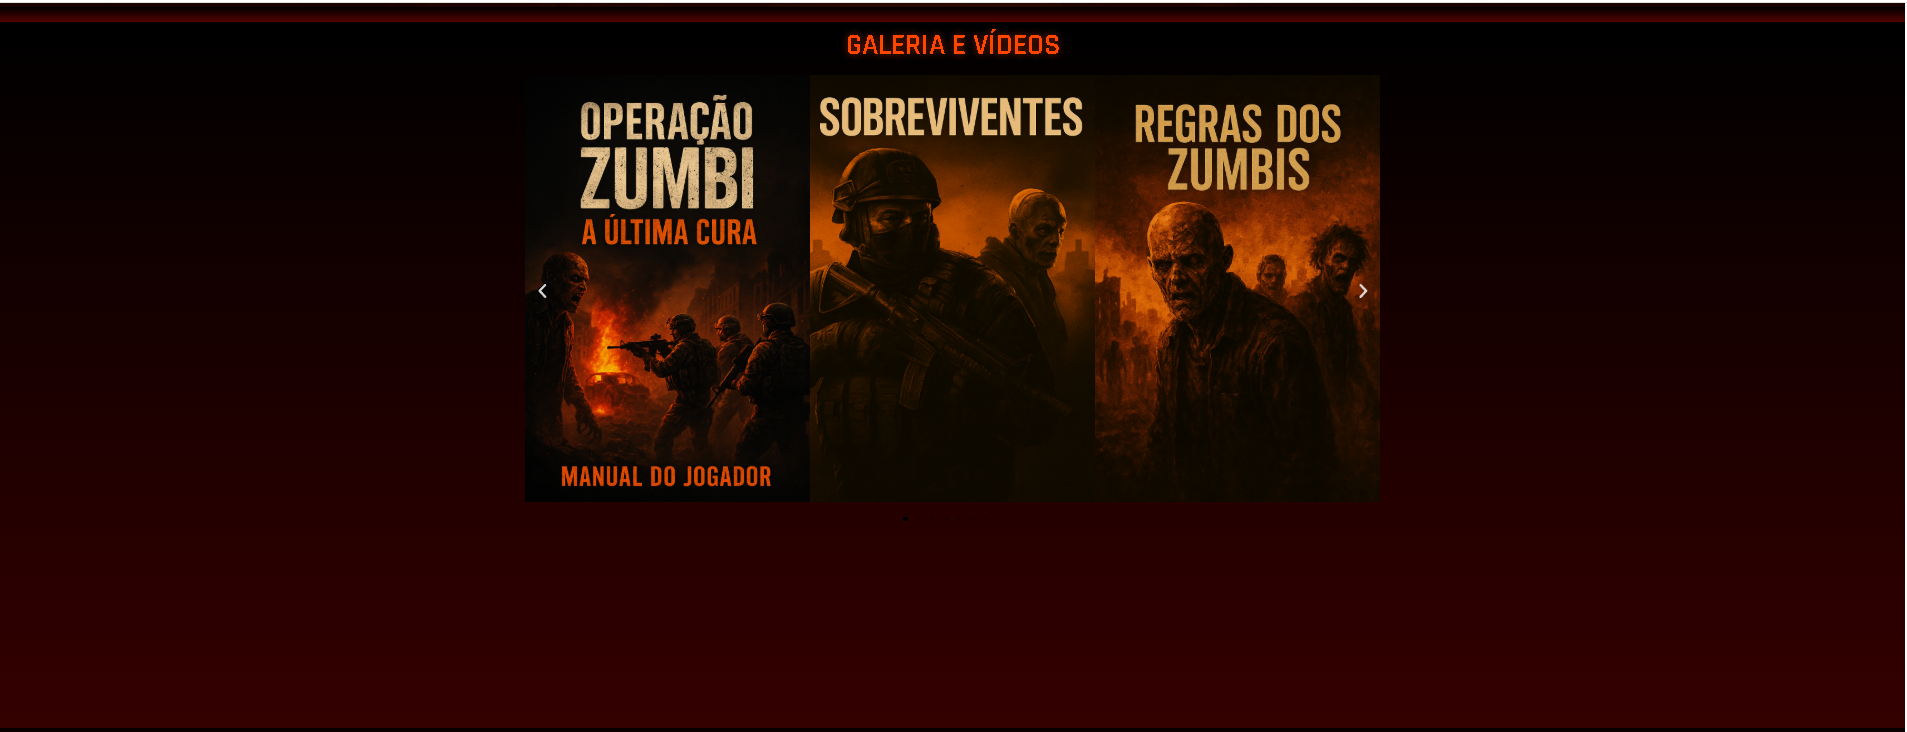 GALERIA E VÍDEOS
OPERAÇÃO
ZUMBI
A ÚLTIMA CURA
MANUAL DO JOGADOR
SOBREVIVENTES
REGRAS DOS
ZUMBIS